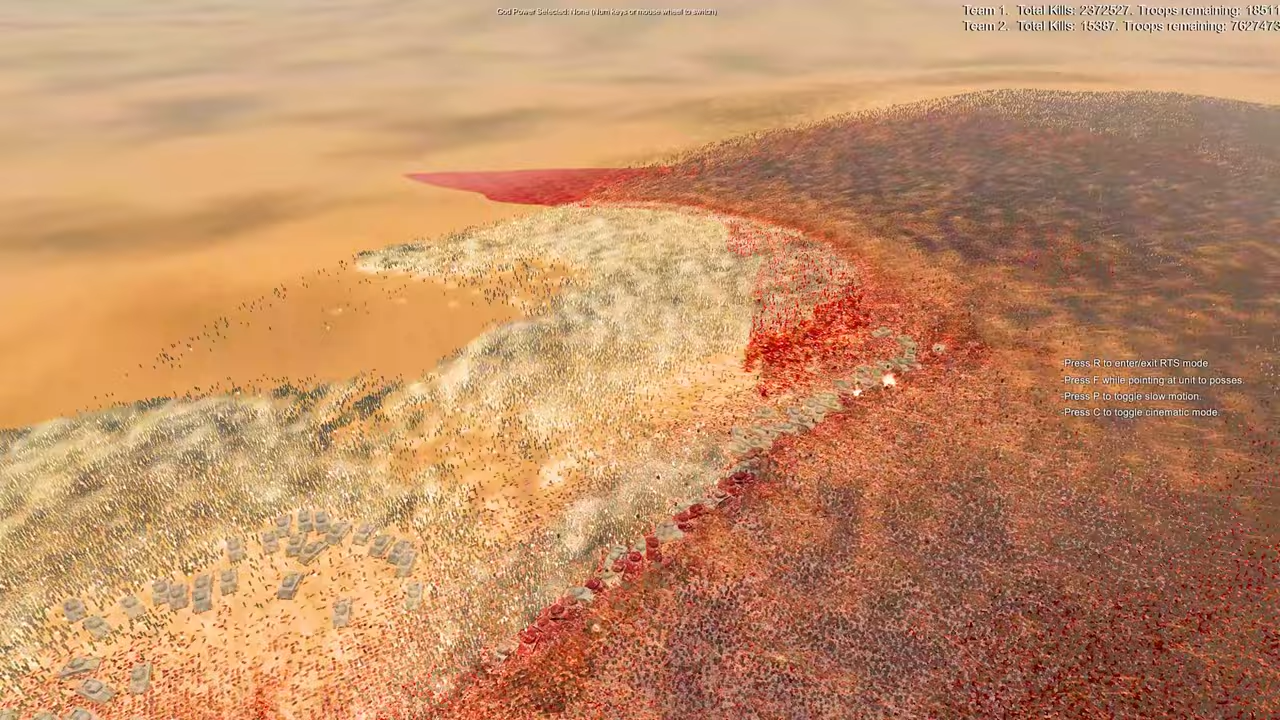 God Power Selected: None (Num keys or mouse wheel to switch)
Team 1. Total Kills: 2372527. Troops remaining: 18511
Team 2. Total Kills: 15387. Troops remaining: 7627473
-Press R to enter/exit RTS mode
-Press F while pointing at unit to posses.
-Press P to toggle slow motion.
-Press C to toggle cinematic mode.